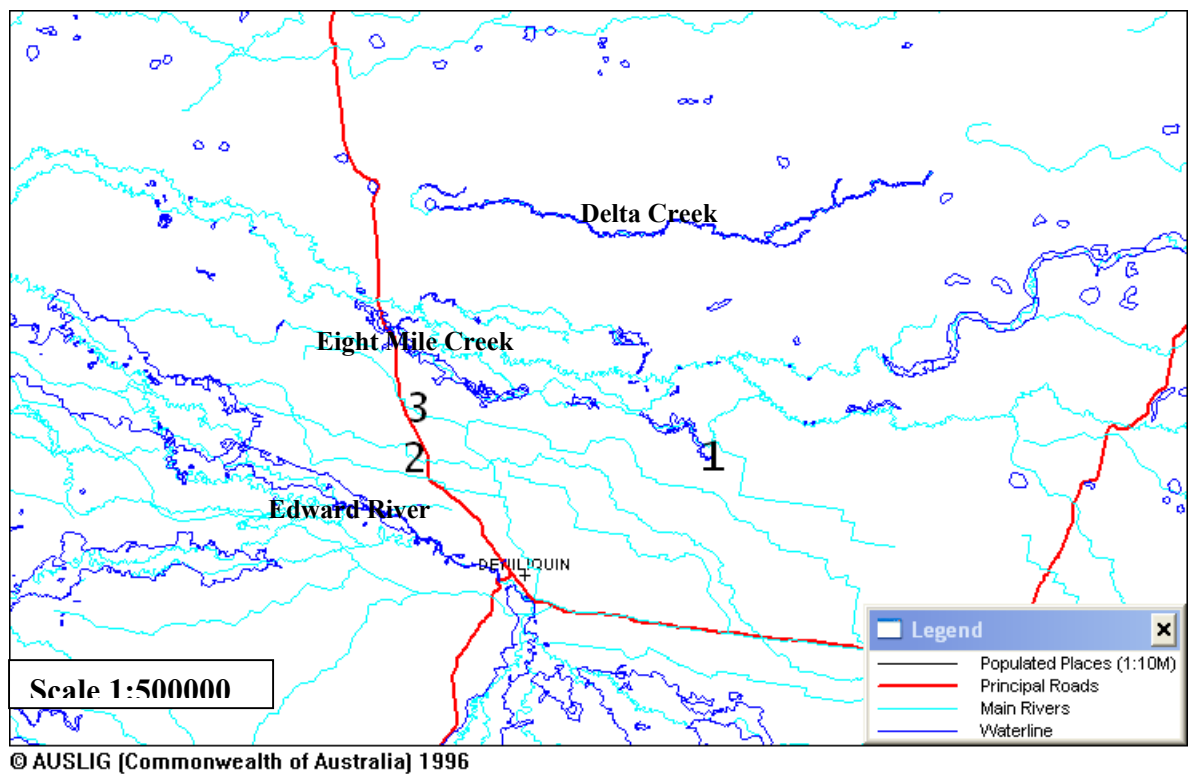 Delta Creek
Eight Mile Creek
3
2
1
Edward River
DENILIQUIN
Legend
Populated Places (1:10M)
Principal Roads
Main Rivers
Waterline
Scale 1:500000
© AUSLIG (Commonwealth of Australia) 1996